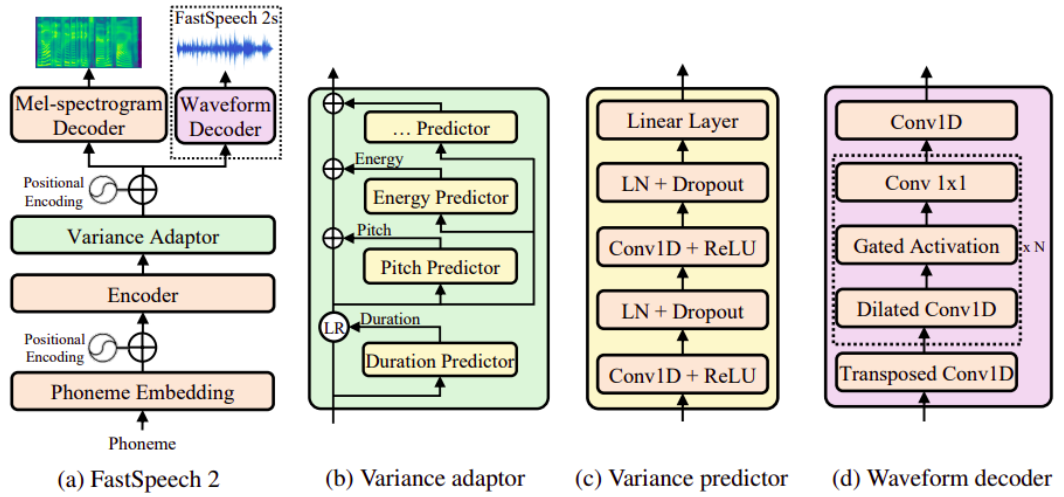 FastSpeech 2s
Mel-spectrogram
Decoder
Waveform
Decoder
Positional
Encoding
Variance Adaptor
Encoder
Positional
Encoding
Phoneme Embedding
Phoneme
(a) FastSpeech 2
... Predictor
Energy
Energy Predictor
Pitch
Pitch Predictor
LR
Duration
Duration Predictor
(b) Variance adaptor
Linear Layer
LN + Dropout
Conv1D + ReLU
LN + Dropout
Conv1D + ReLU
(c) Variance predictor
Conv1D
Conv 1x1
Gated Activation
x N
Dilated Conv1D
Transposed Conv1D
(d) Waveform decoder